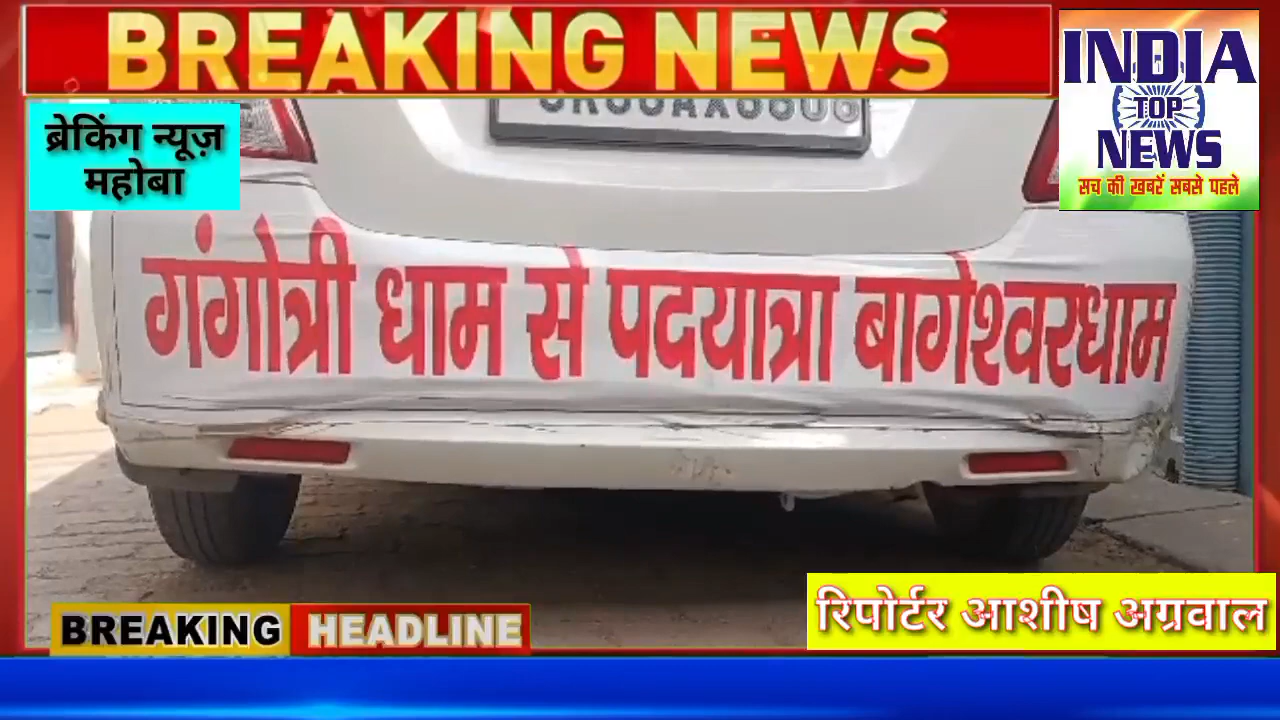 BREAKING NEWS
INDIA
TOP
NEWS
सच की खबरें सबसे पहले
ब्रेकिंग न्यूज़
महोबा
गंगोत्री धाम से पदयात्रा बागेश्वरधाम
रिपोर्टर आशीष अग्रवाल
BREAKING HEADLINE